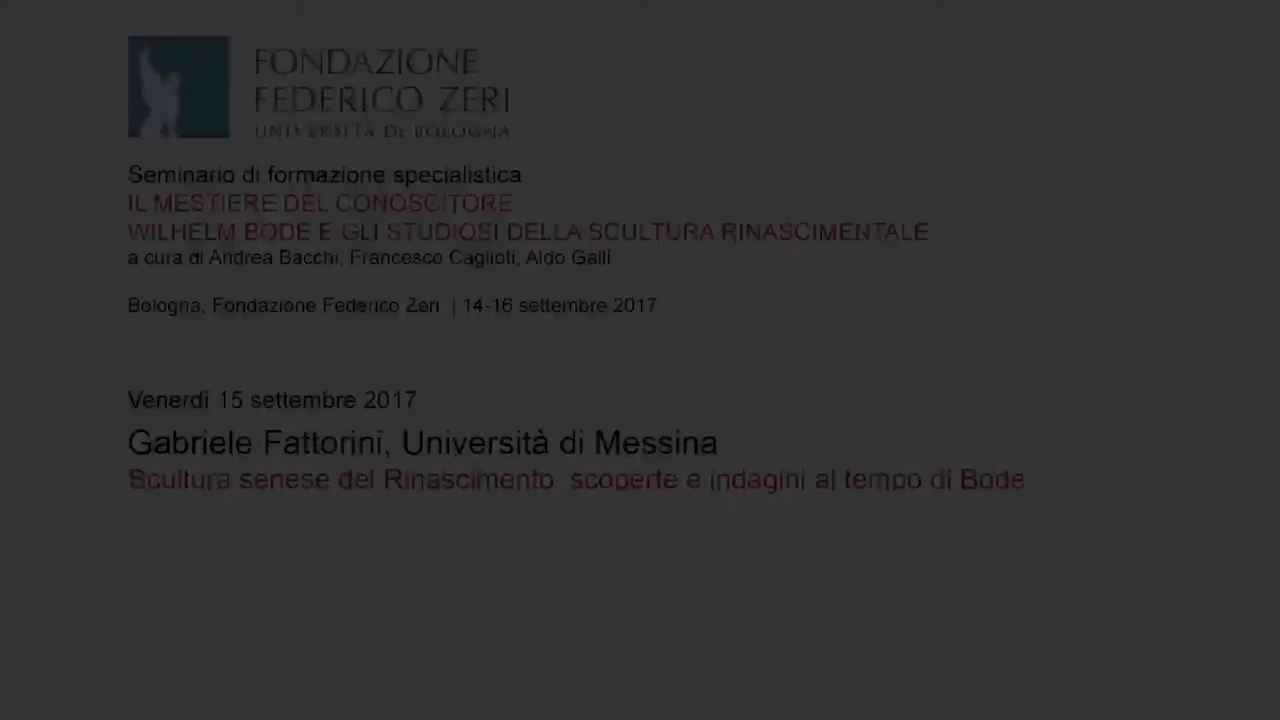 FONDAZIONE
FEDERICO ZERI
UNIVERSITÀ DI BOLOGNA
Seminario di formazione specialistica
IL MESTIERE DEL CONOSCITORE
WILHELM BODE E GLI STUDIOSI DELLA SCULTURA RINASCIMENTALE
a cura di Andrea Bacchi, Francesco Caglioti, Aldo Galli
Bologna, Fondazione Federico Zeri | 14-16 settembre 2017
Venerdì 15 settembre 2017
Gabriele Fattorini, Università di Messina
Scultura senese del Rinascimento scoperte e indagini al tempo di Bode